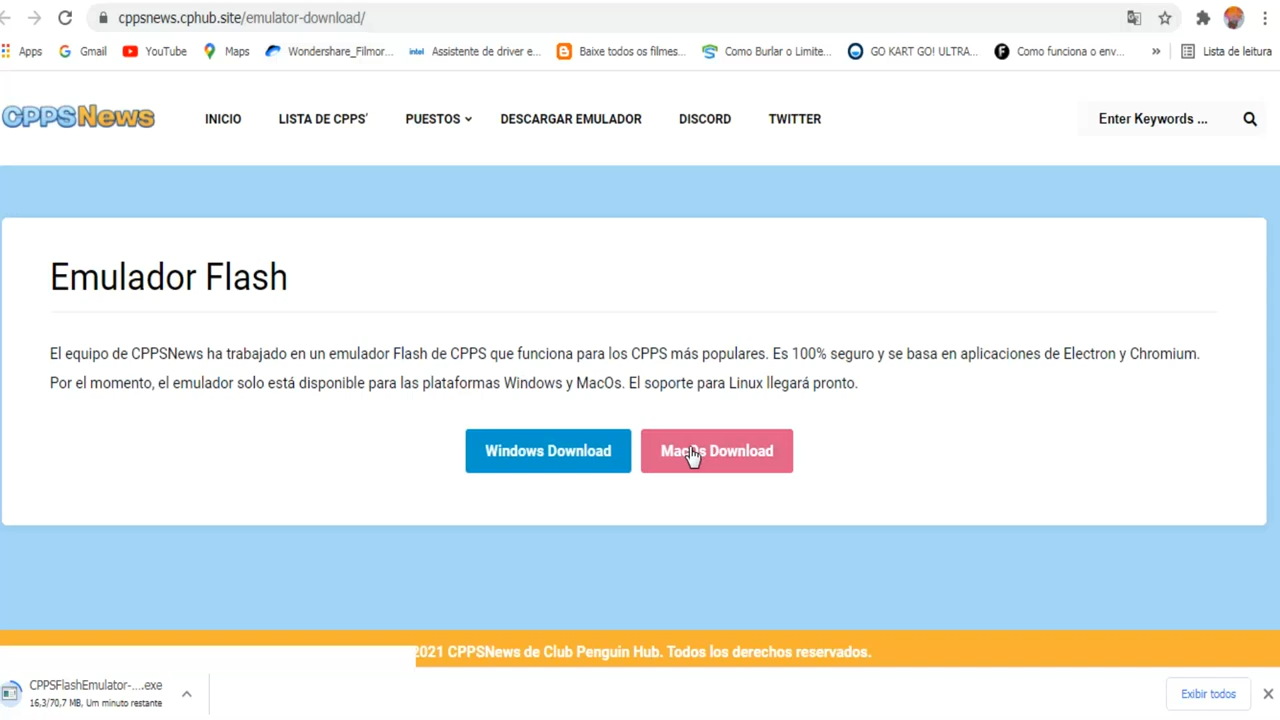 cppsnews.cphub.site/emulator-download/
Apps Gmail YouTube Maps Wondershare_Filmor... intel Assistente de driver e... Baixe todos os filmes... Como Burlar o Limite... GO KART GO! ULTRA... F Como funciona o env... » Lista de leitura
CPPSNews INICIO LISTA DE CPPS’ PUESTOS DESCARGAR EMULADOR DISCORD TWITTER Enter Keywords ...
Emulador Flash
El equipo de CPPSNews ha trabajado en un emulador Flash de CPPS que funciona para los CPPS más populares. Es 100% seguro y se basa en aplicaciones de Electron y Chromium.
Por el momento, el emulador solo está disponible para las plataformas Windows y MacOs. El soporte para Linux llegará pronto.
Windows Download MacOs Download
2021 CPPSNews de Club Penguin Hub. Todos los derechos reservados.
CPPSFlashEmulator-....exe
16,3/70,7 MB, Um minuto restante
Exibir todos